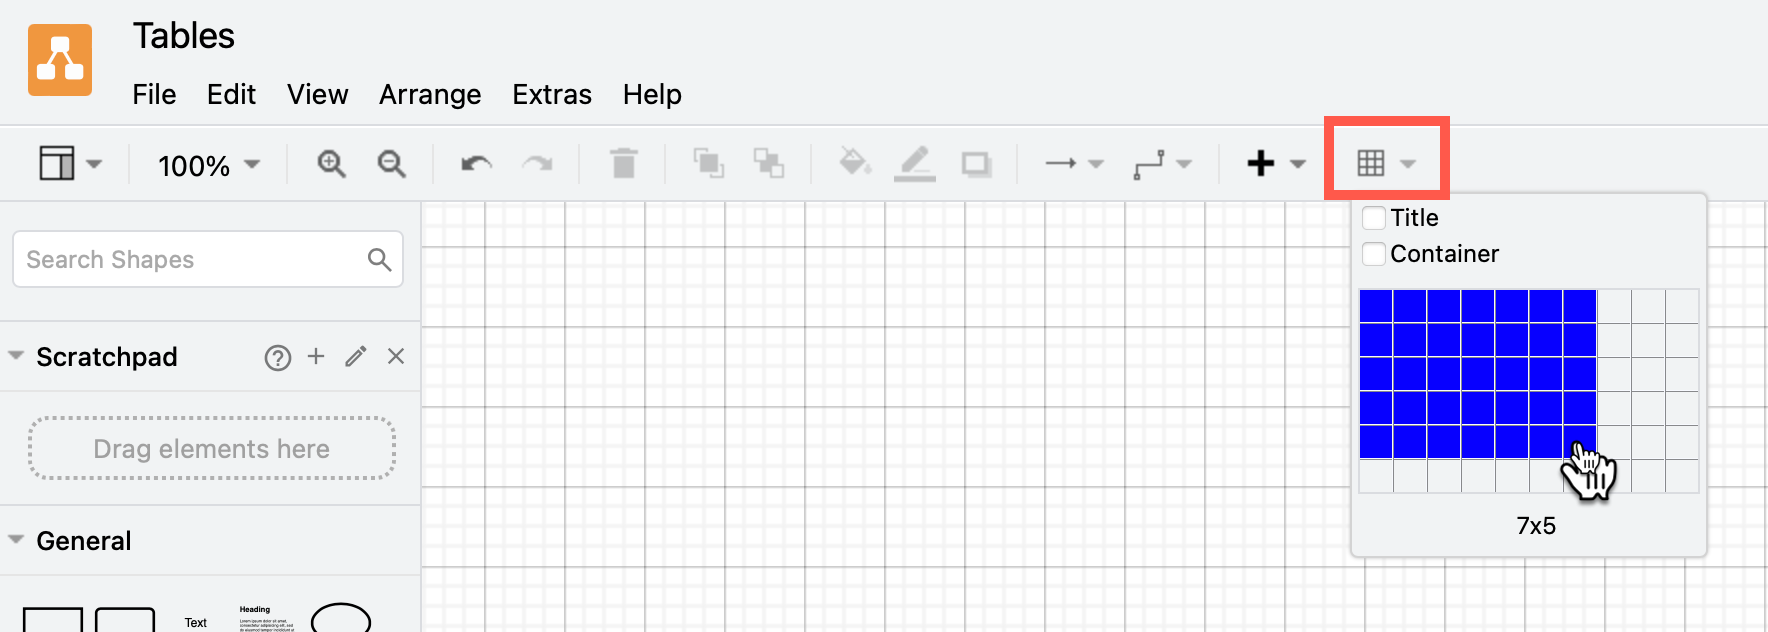 Tables
File Edit View Arrange Extras Help
100%
Title
Container
7x5
Search Shapes
Scratchpad
Drag elements here
General
Text
Heading